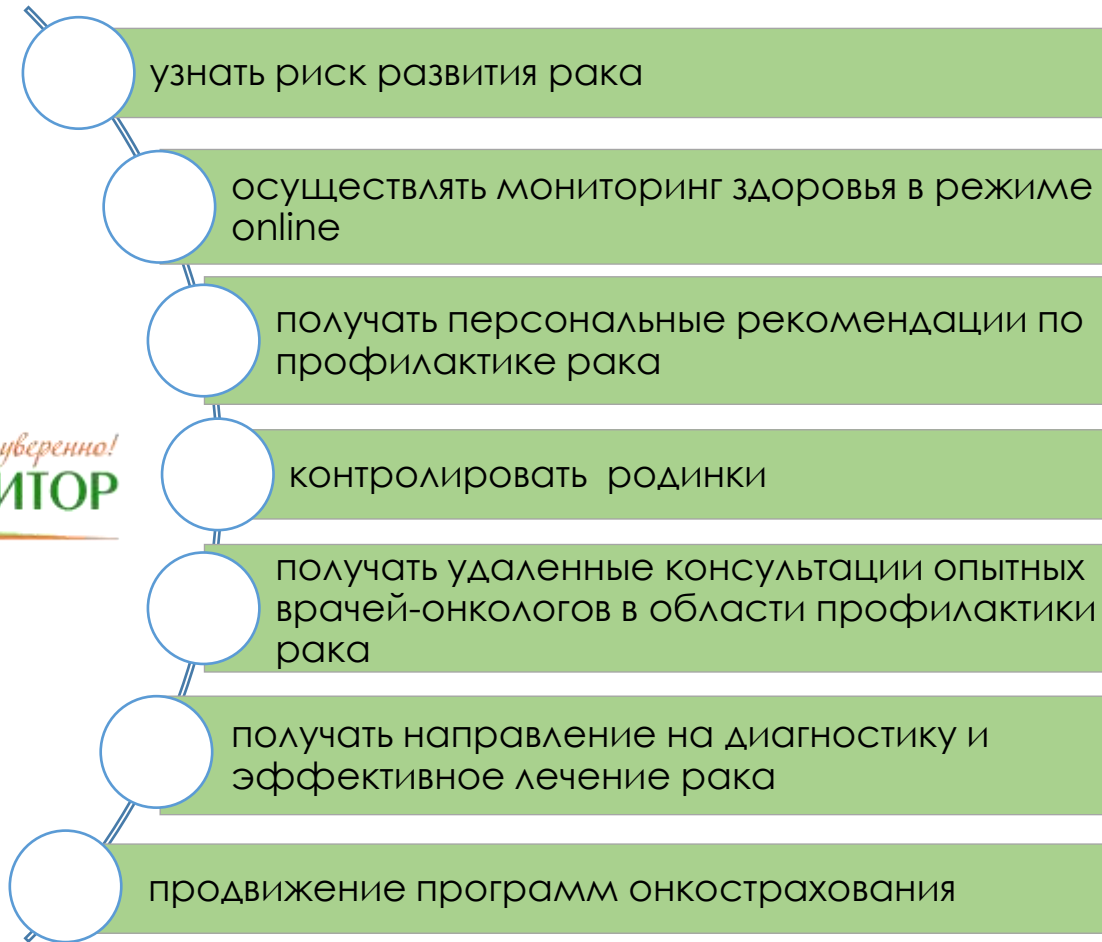 узнать риск развития рака
осуществлять мониторинг здоровья в режиме
online
получать персональные рекомендации по
профилактике рака
уверенно!
ИТОР
контролировать родинки
получать удаленные консультации опытных
врачей-онкологов в области профилактики
рака
получать направление на диагностику и
эффективное лечение рака
продвижение программ онкострахования